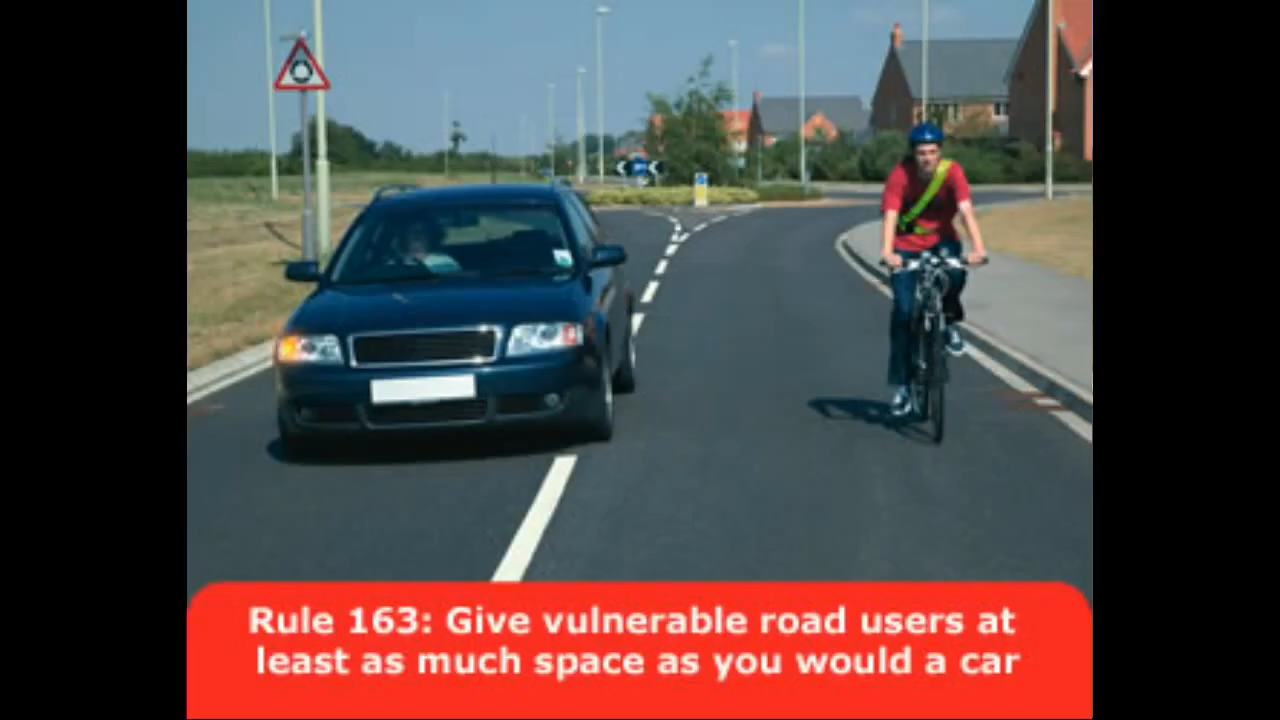 Rule 163: Give vulnerable road users at
least as much space as you would a car